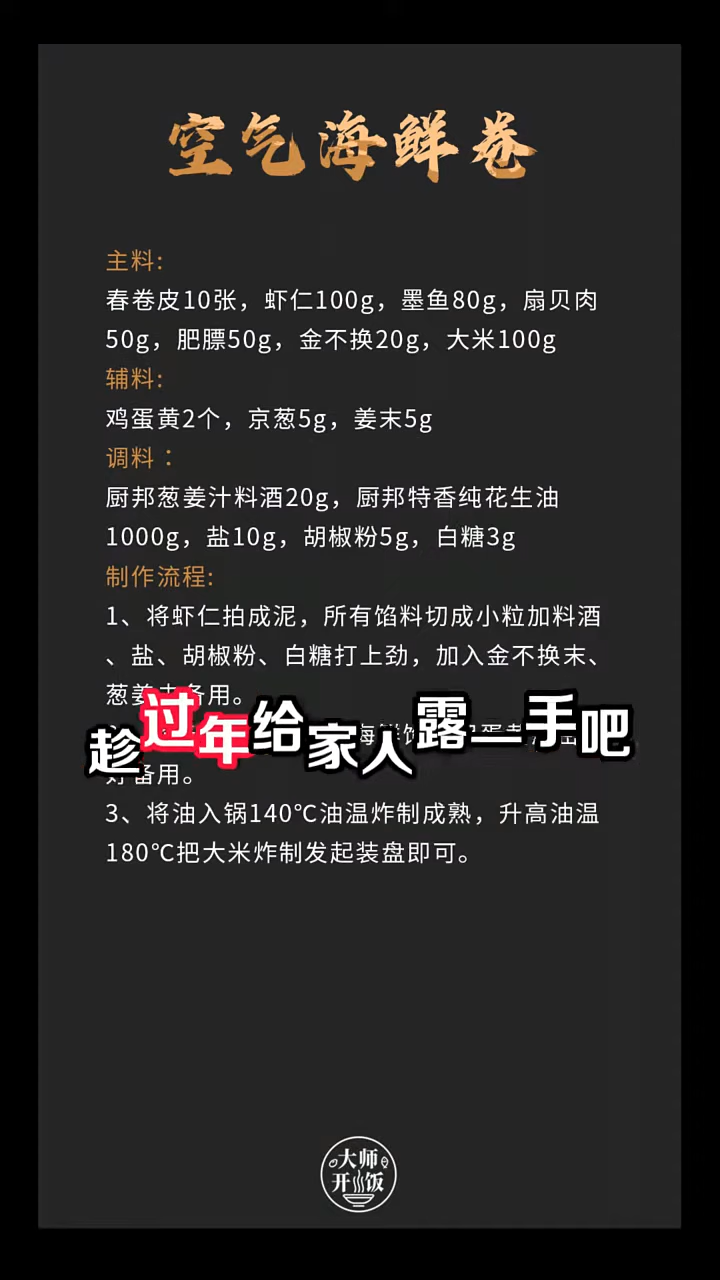 空气海鲜卷
主料:
春卷皮10张，虾仁100g，墨鱼80g，扇贝肉
50g，肥膘50g，金不换20g，大米100g
辅料:
鸡蛋黄2个，京葱5g，姜末5g
调料：
厨邦葱姜汁料酒20g，厨邦特香纯花生油
1000g，盐10g，胡椒粉5g，白糖3g
制作流程:
1、将虾仁拍成泥，所有馅料切成小粒加料酒
、盐、胡椒粉、白糖打上劲，加入金不换末、
葱姜末备用。
海鲜
趁过年给家人露一手吧
好备用。
3、将油入锅140℃油温炸制成熟，升高油温
180℃把大米炸制发起装盘即可。
大师
开饭